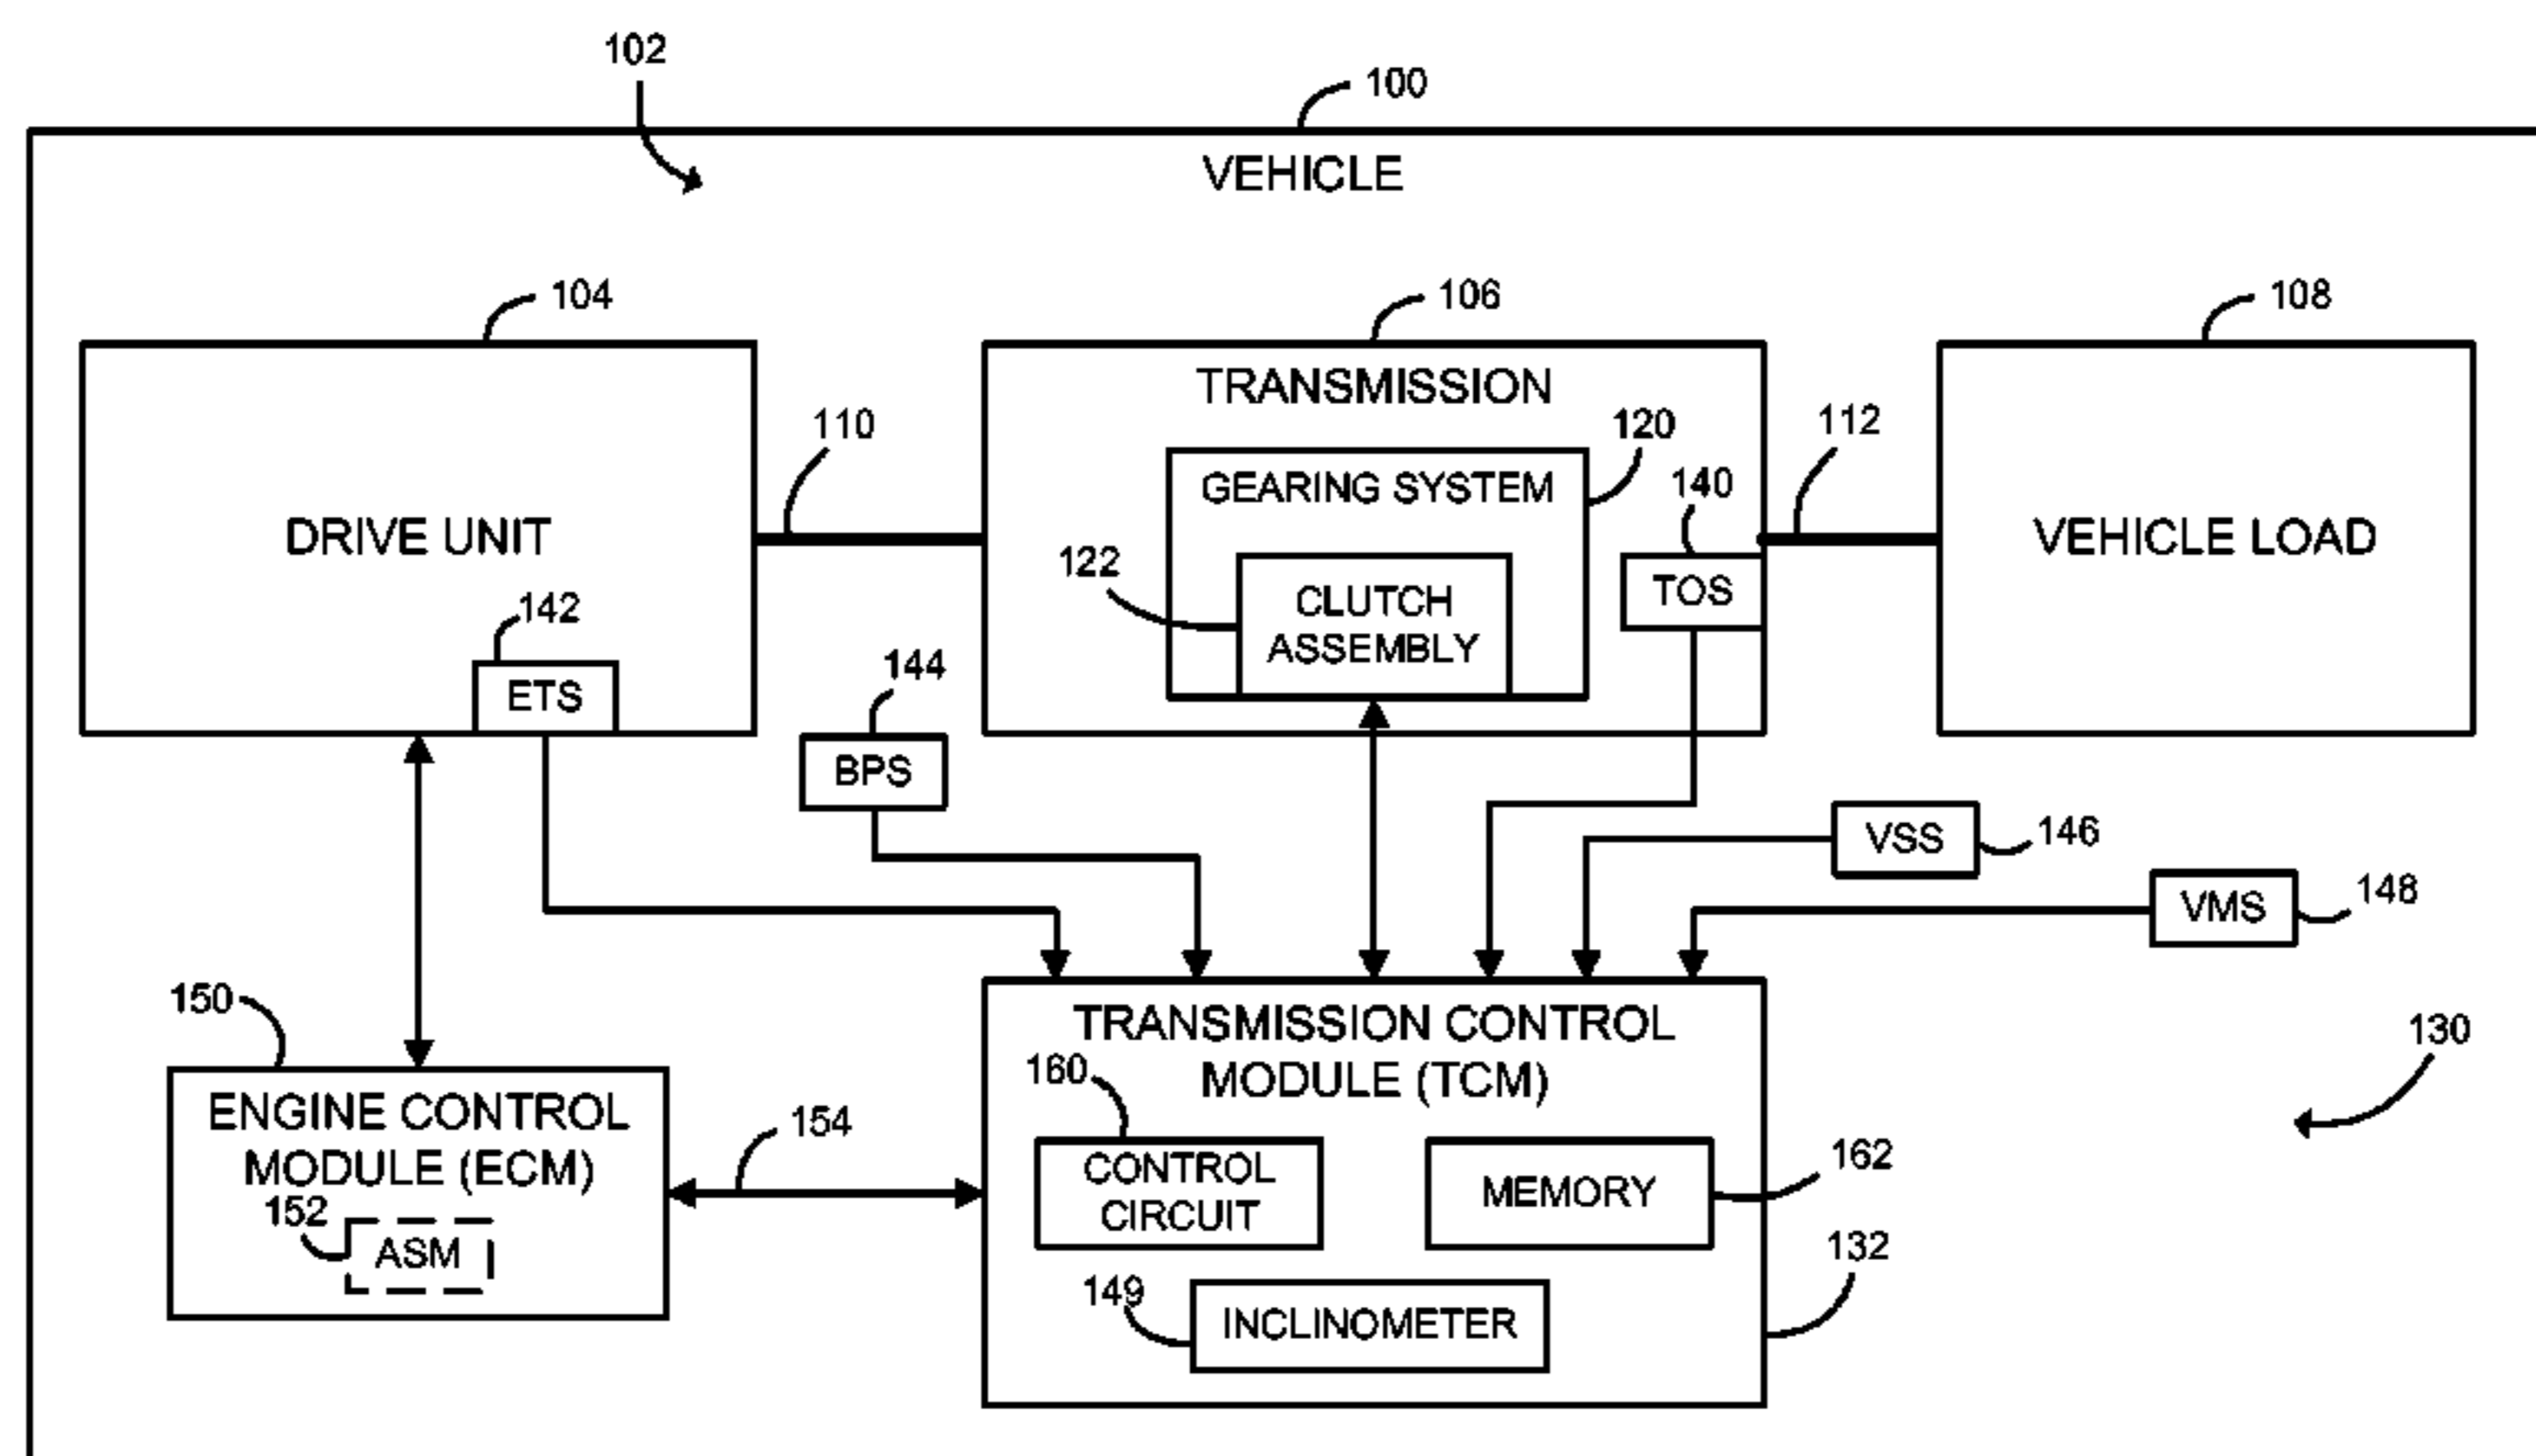 102
100
VEHICLE
104
106
108
TRANSMISSION
110
120
112
GEARING SYSTEM
140
DRIVE UNIT
VEHICLE LOAD
122
CLUTCH
ASSEMBLY
TOS
142
ETS
144
BPS
VSS
146
VMS
148
150
TRANSMISSION CONTROL
MODULE (TCM)
130
160
ENGINE CONTROL
MODULE (ECM)
154
CONTROL
CIRCUIT
MEMORY
162
152
ASM
132
149
INCLINOMETER